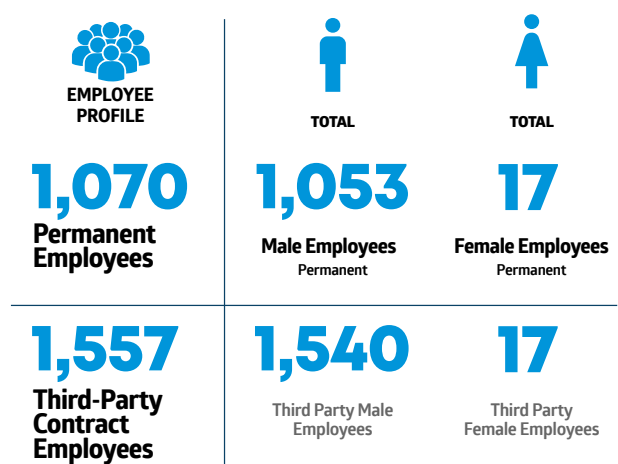 EMPLOYEE
PROFILE
TOTAL
TOTAL
1,070
Permanent
Employees
1,053
Male Employees
Permanent
17
Female Employees
Permanent
1,557
Third-Party
Contract
Employees
1,540
Third Party Male
Employees
17
Third Party
Female Employees